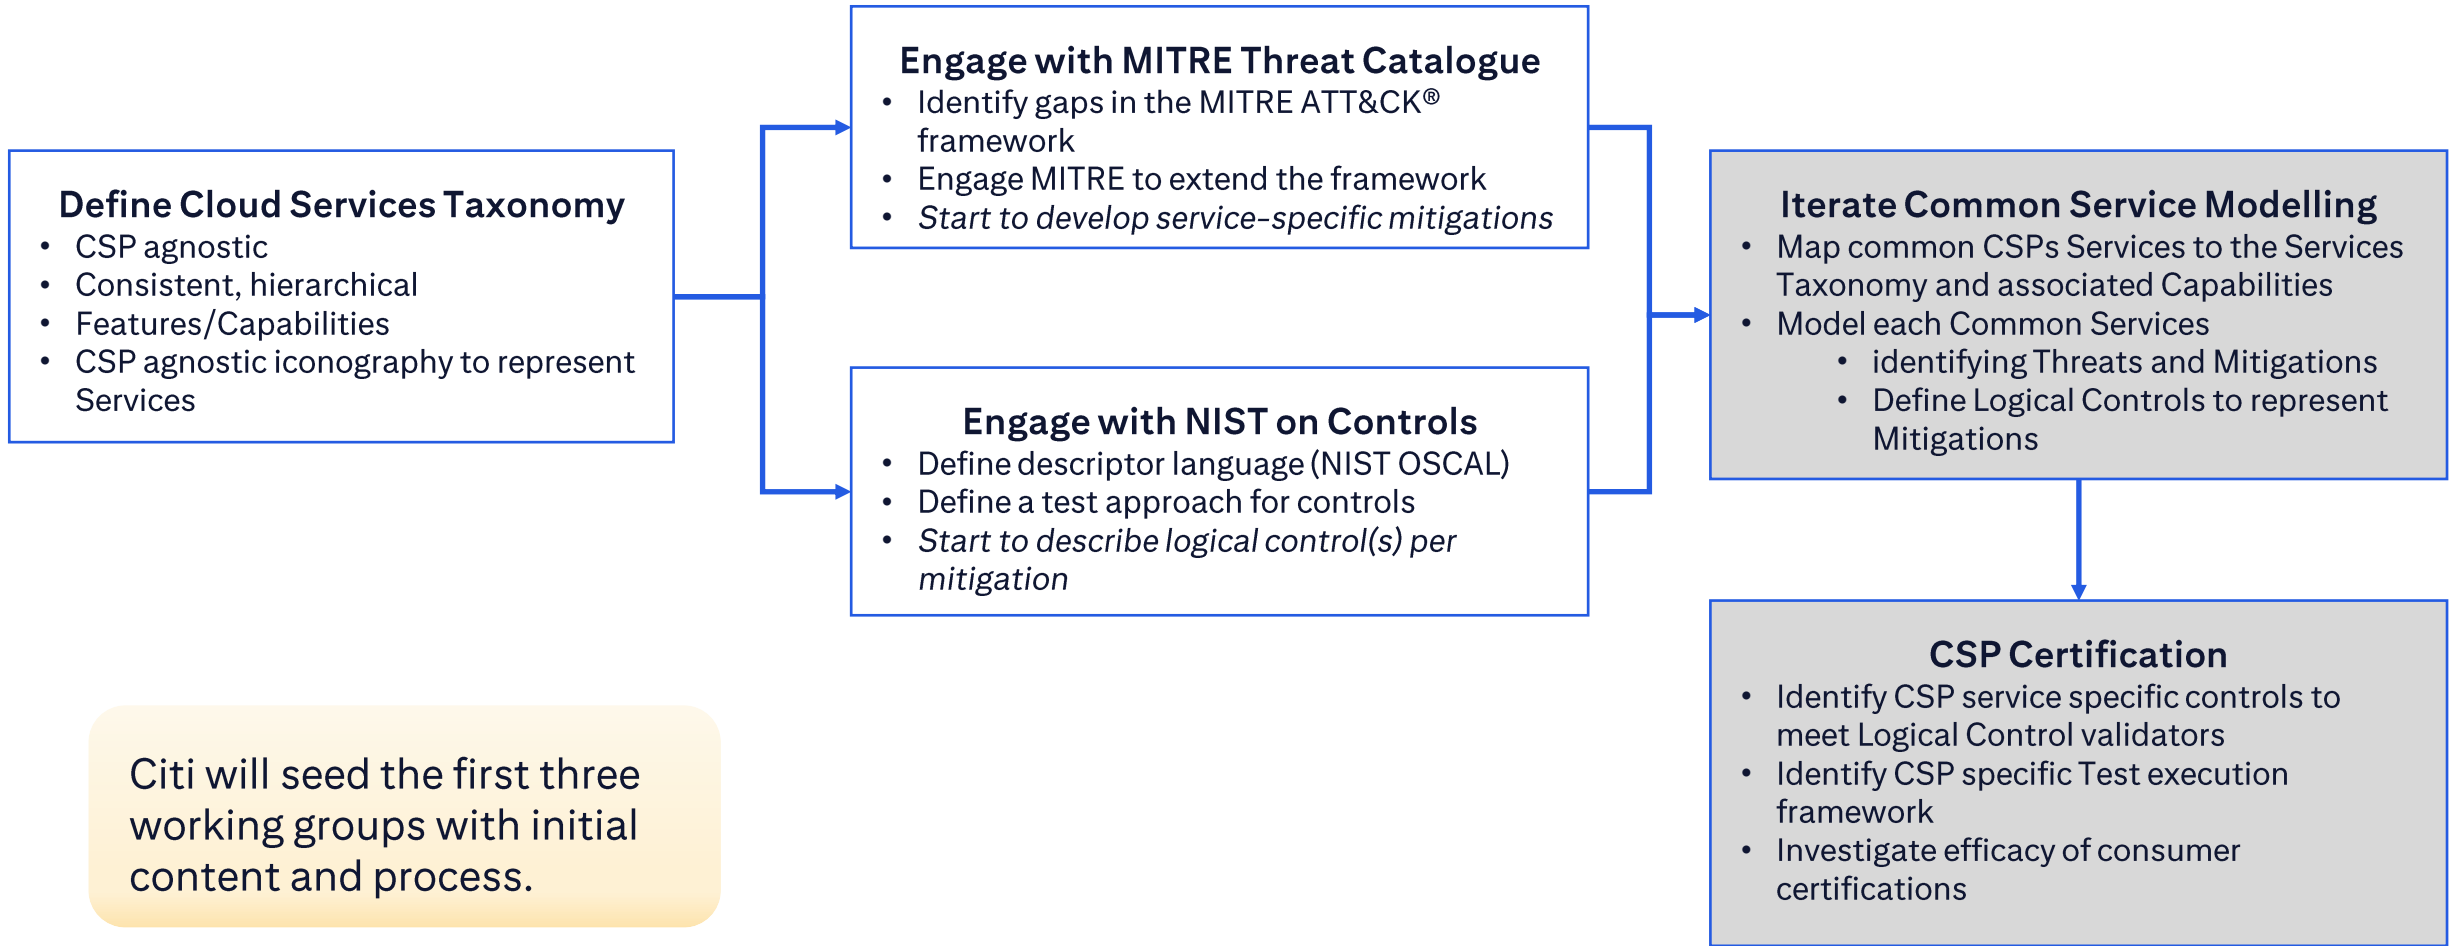 Define Cloud Services Taxonomy
• CSP agnostic
• Consistent, hierarchical
• Features/Capabilities
• CSP agnostic iconography to represent
Services
Engage with MITRE Threat Catalogue
• Identify gaps in the MITRE ATT&CK®
framework
• Engage MITRE to extend the framework
• Start to develop service-specific mitigations
Engage with NIST on Controls
• Define descriptor language (NIST OSCAL)
• Define a test approach for controls
• Start to describe logical control(s) per
mitigation
Iterate Common Service Modelling
• Map common CSPs Services to the Services
Taxonomy and associated Capabilities
• Model each Common Services
• identifying Threats and Mitigations
• Define Logical Controls to represent
Mitigations
CSP Certification
• Identify CSP service specific controls to
meet Logical Control validators
• Identify CSP specific Test execution
framework
• Investigate efficacy of consumer
certifications
Citi will seed the first three
working groups with initial
content and process.